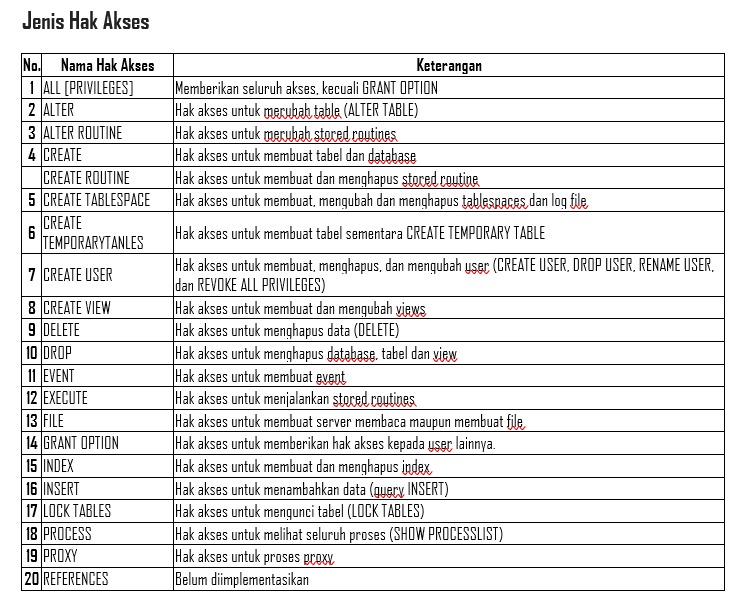 Jenis Hak Akses
No. Nama Hak Akses Keterangan
1 ALL [PRIVILEGES] Memberikan seluruh akses, kecuali GRANT OPTION
2 ALTER Hak akses untuk merubah table (ALTER TABLE)
3 ALTER ROUTINE Hak akses untuk merubah stored routines
4 CREATE Hak akses untuk membuat tabel dan database
CREATE ROUTINE Hak akses untuk membuat dan menghapus stored routine
5 CREATE TABLESPACE Hak akses untuk membuat, mengubah dan menghapus tablespaces dan log file
6 CREATE
TEMPORARYTANLES Hak akses untuk membuat tabel sementara CREATE TEMPORARY TABLE
7 CREATE USER Hak akses untuk membuat, menghapus, dan mengubah user (CREATE USER, DROP USER, RENAME USER,
dan REVOKE ALL PRIVILEGES)
8 CREATE VIEW Hak akses untuk membuat dan mengubah views
9 DELETE Hak akses untuk menghapus data (DELETE)
10 DROP Hak akses untuk menghapus database, tabel dan view
11 EVENT Hak akses untuk membuat event
12 EXECUTE Hak akses untuk menjalankan stored routines
13 FILE Hak akses untuk membuat server membaca maupun membuat file
14 GRANT OPTION Hak akses untuk memberikan hak akses kepada user lainnya.
15 INDEX Hak akses untuk membuat dan menghapus index
16 INSERT Hak akses untuk menambahkan data (query INSERT)
17 LOCK TABLES Hak akses untuk mengunci tabel (LOCK TABLES)
18 PROCESS Hak akses untuk melihat seluruh proses (SHOW PROCESSLIST)
19 PROXY Hak akses untuk proses proxy
20 REFERENCES Belum diimplementasikan